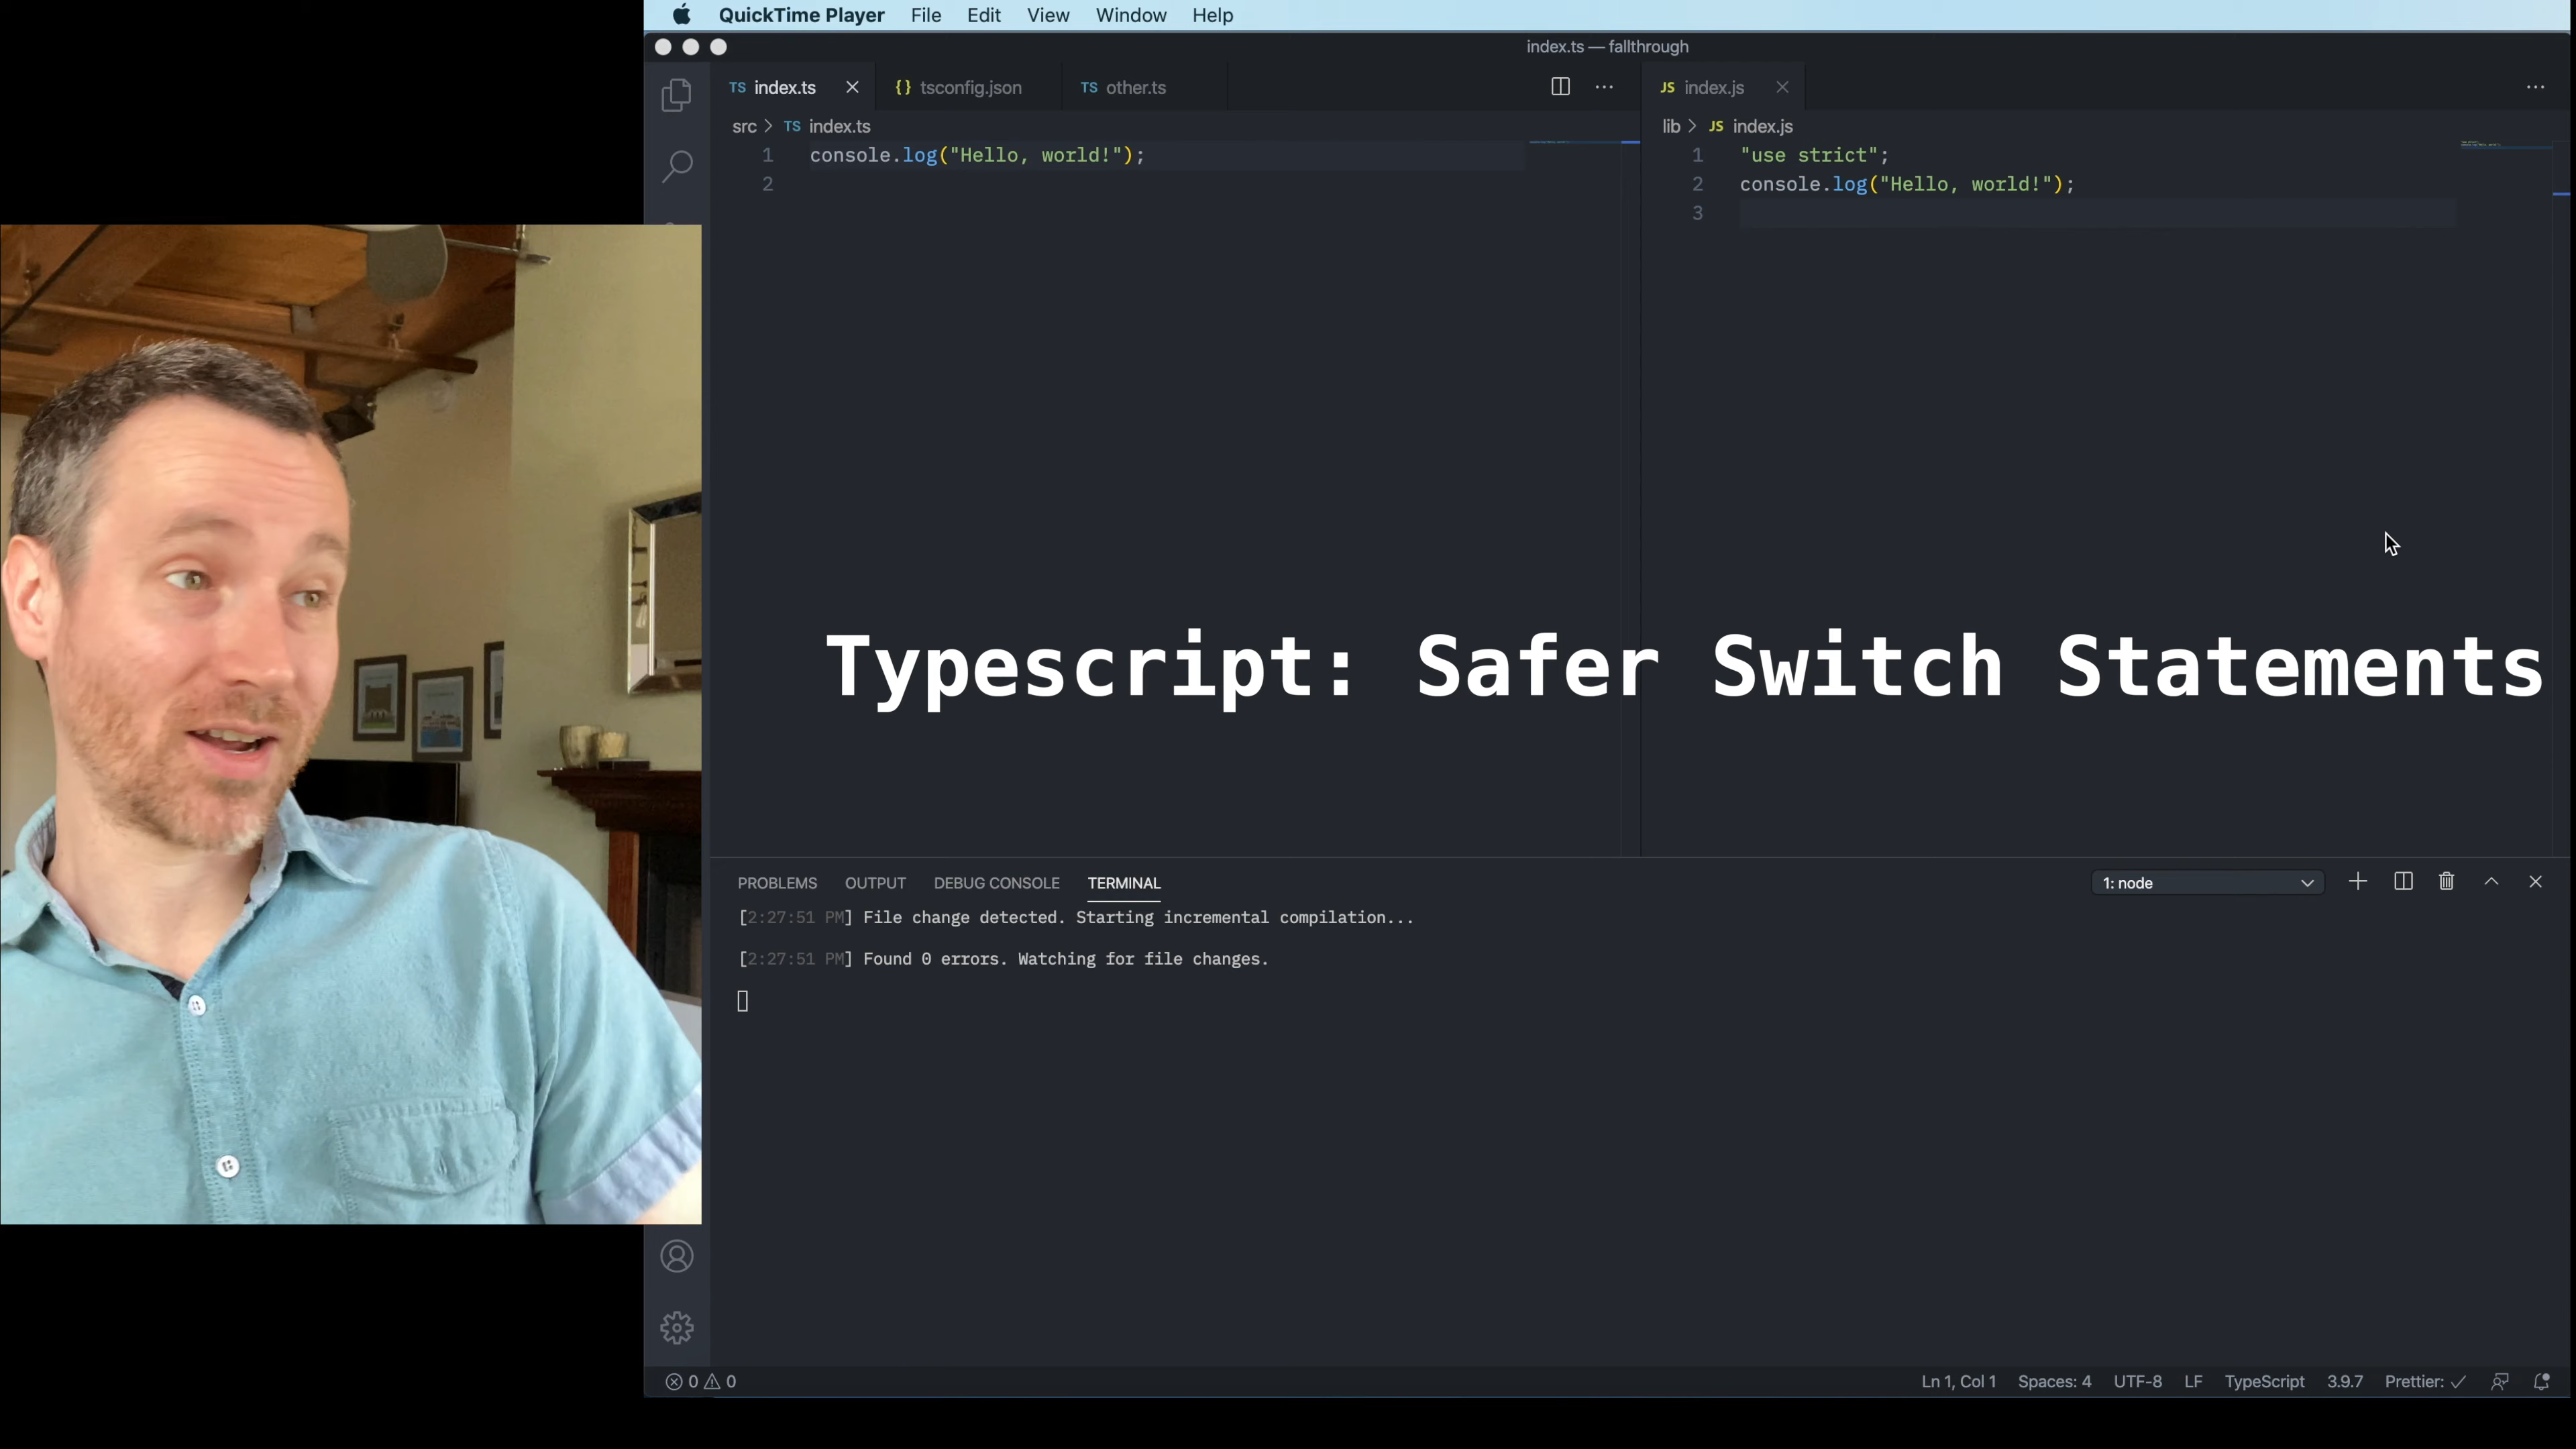 QuickTime Player File Edit View Window Help
index.ts — fallthrough
TS index.ts {} tsconfig.json TS other.ts
JS index.js
src > TS index.ts
lib > JS index.js
1 console.log("Hello, world!");
2
1 "use strict";
2 console.log("Hello, world!");
3
Typescript: Safer Switch Statements
PROBLEMS OUTPUT DEBUG CONSOLE TERMINAL
1: node
[2:27:51 PM] File change detected. Starting incremental compilation...
[2:27:51 PM] Found 0 errors. Watching for file changes.
0 0
Ln 1, Col 1 Spaces: 4 UTF-8 LF TypeScript 3.9.7 Prettier: ✓